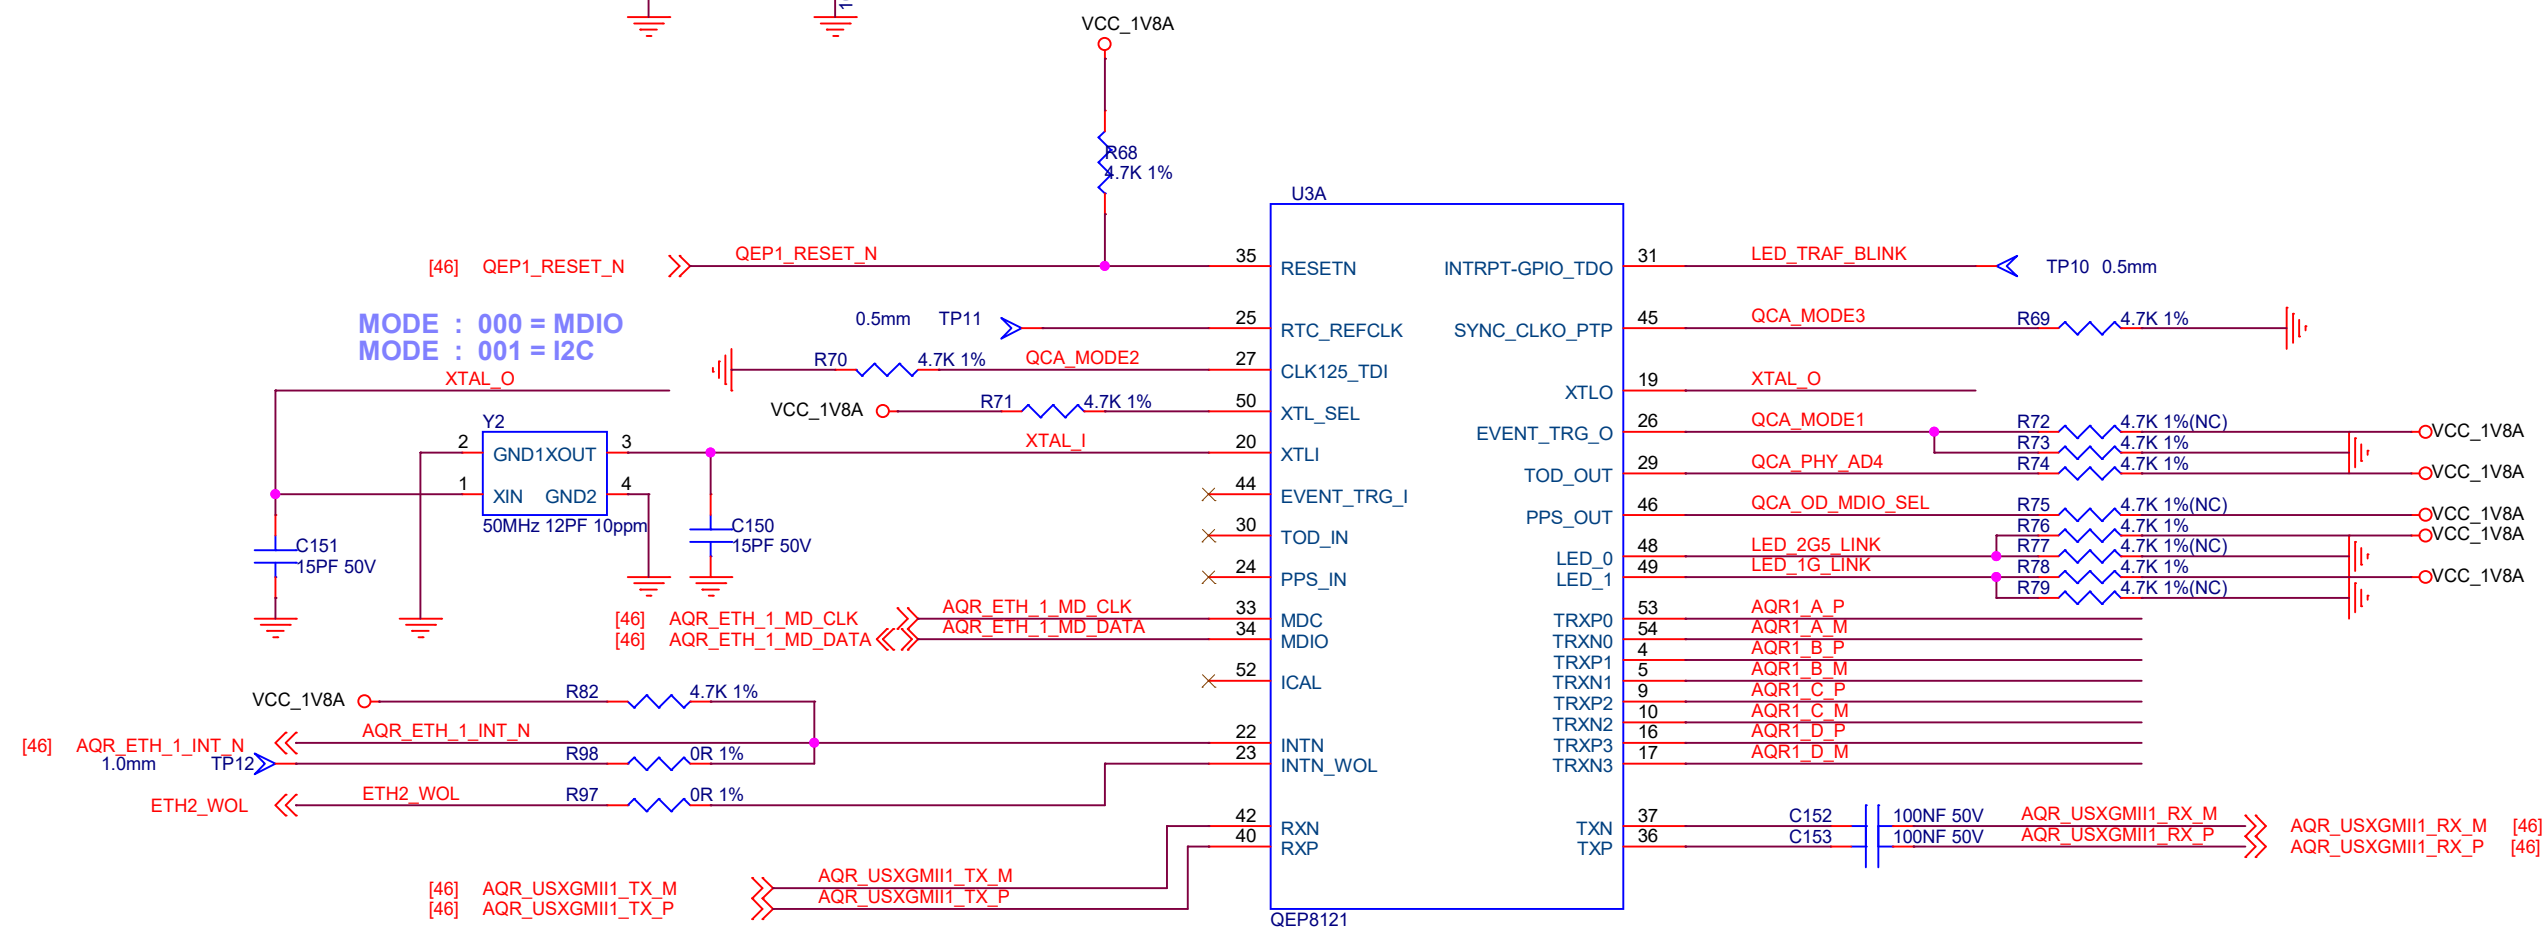 VCC_1V8A
R68
4.7K 1%
U3A
[46] QEP1_RESET_N QEP1_RESET_N 35 RESETN INTRPT-GPIO_TDO 31 LED_TRAF_BLINK TP10 0.5mm
MODE : 000 = MDIO
MODE : 001 = I2C
0.5mm TP11 25 RTC_REFCLK SYNC_CLKO_PTP 45 QCA_MODE3 R69 4.7K 1%
R70 4.7K 1% QCA_MODE2 27 CLK125_TDI
XTAL_O XTLO 19 XTAL_O
VCC_1V8A R71 4.7K 1% 50 XTL_SEL
Y2
EVENT_TRG_O 26 QCA_MODE1 R72 4.7K 1%(NC) VCC_1V8A
R73 4.7K 1%
2 GND1 XOUT 3 XTAL_I 20 XTLI
TOD_OUT 29 QCA_PHY_AD4 R74 4.7K 1% VCC_1V8A
1 XIN GND2 4 44 EVENT_TRG_I
50MHz 12PF 10ppm
PPS_OUT 46 QCA_OD_MDIO_SEL R75 4.7K 1%(NC) VCC_1V8A
C150
15PF 50V
30 TOD_IN R76 4.7K 1% VCC_1V8A
C151
15PF 50V
LED_0 48 LED_2G5_LINK R77 4.7K 1%(NC)
24 PPS_IN LED_1 49 LED_1G_LINK R78 4.7K 1% VCC_1V8A
R79 4.7K 1%(NC)
[46] AQR_ETH_1_MD_CLK AQR_ETH_1_MD_CLK 33 MDC TRXP0 53 AQR1_A_P
[46] AQR_ETH_1_MD_DATA AQR_ETH_1_MD_DATA 34 MDIO TRXN0 54 AQR1_A_M
TRXP1 4 AQR1_B_P
52 ICAL TRXN1 5 AQR1_B_M
VCC_1V8A R82 4.7K 1% TRXP2 9 AQR1_C_P
TRXN2 10 AQR1_C_M
[46] AQR_ETH_1_INT_N AQR_ETH_1_INT_N 22 INTN TRXP3 16 AQR1_D_P
1.0mm TP12 R98 0R 1% 23 INTN_WOL TRXN3 17 AQR1_D_M
ETH2_WOL ETH2_WOL R97 0R 1%
42 RXN TXN 37 C152 100NF 50V AQR_USXGMII1_RX_M AQR_USXGMII1_RX_M [46]
40 RXP TXP 36 C153 100NF 50V AQR_USXGMII1_RX_P AQR_USXGMII1_RX_P [46]
[46] AQR_USXGMII1_TX_M AQR_USXGMII1_TX_M
[46] AQR_USXGMII1_TX_P AQR_USXGMII1_TX_P
QEP8121